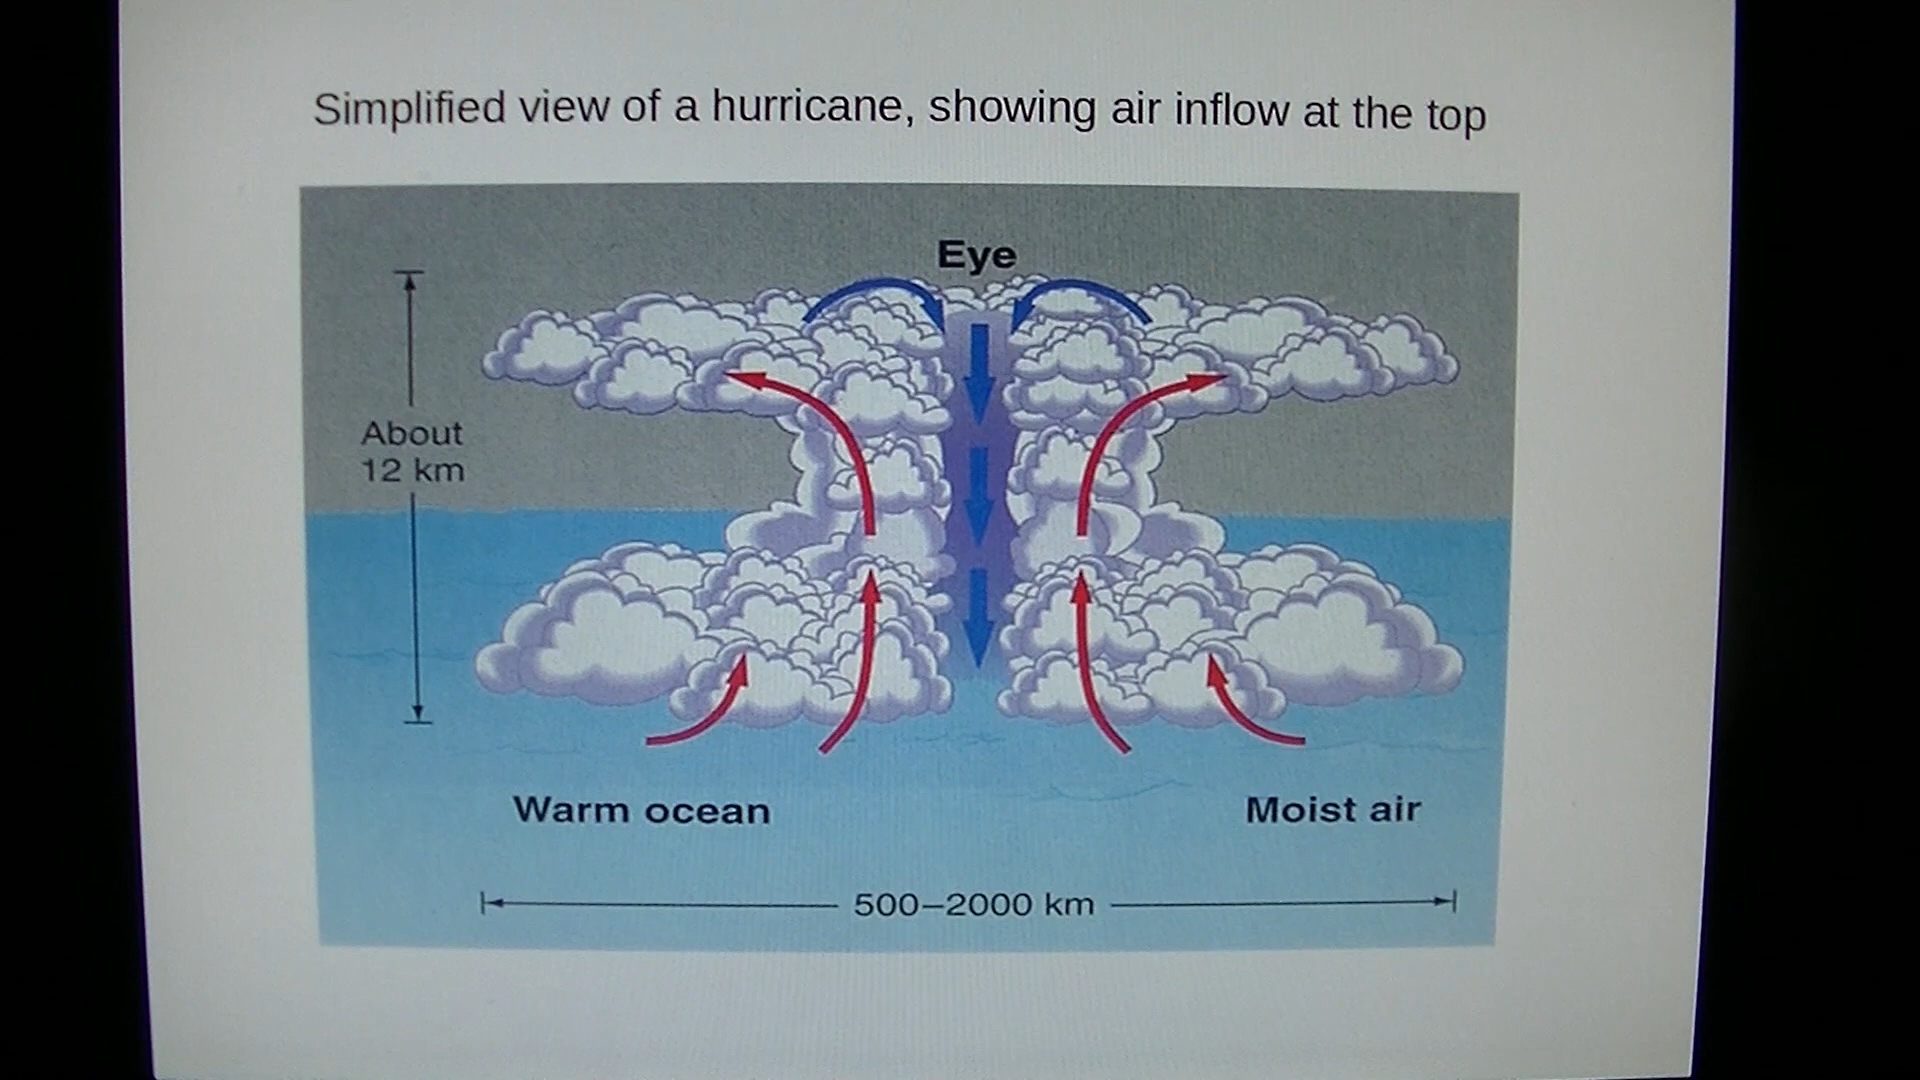 Simplified view of a hurricane, showing air inflow at the top
Eye
About
12 km
Warm ocean
Moist air
500–2000 km